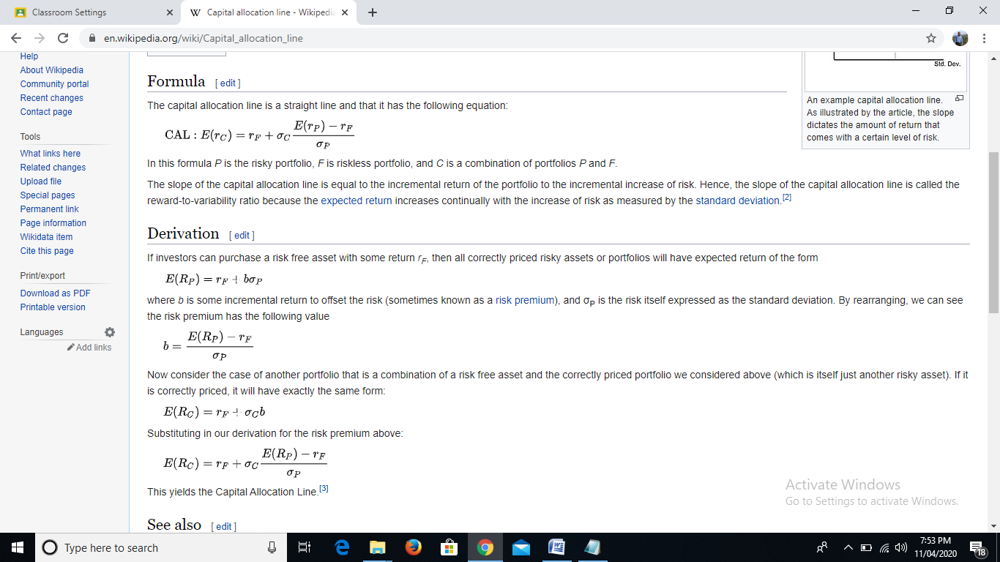 Classroom Settings
Capital allocation line - Wikipedia
en.wikipedia.org/wiki/Capital_allocation_line
Help
About Wikipedia
Community portal
Recent changes
Contact page
Tools
What links here
Related changes
Upload file
Special pages
Permanent link
Page information
Wikidata item
Cite this page
Print/export
Download as PDF
Printable version
Languages
Add links
Std. Dev.
An example capital allocation line.
As illustrated by the article, the slope
dictates the amount of return that
comes with a certain level of risk.
Formula [ edit ]
The capital allocation line is a straight line and that it has the following equation:
CAL : E(r_C) = r_F + σ_C (E(r_P) − r_F) / σ_P
In this formula P is the risky portfolio, F is riskless portfolio, and C is a combination of portfolios P and F.
The slope of the capital allocation line is equal to the incremental return of the portfolio to the incremental increase of risk. Hence, the slope of the capital allocation line is called the
reward-to-variability ratio because the expected return increases continually with the increase of risk as measured by the standard deviation.[2]
Derivation [ edit ]
If investors can purchase a risk free asset with some return r_F, then all correctly priced risky assets or portfolios will have expected return of the form
E(R_P) = r_F + bσ_P
where b is some incremental return to offset the risk (sometimes known as a risk premium), and σ_P is the risk itself expressed as the standard deviation. By rearranging, we can see
the risk premium has the following value
b = (E(R_P) − r_F) / σ_P
Now consider the case of another portfolio that is a combination of a risk free asset and the correctly priced portfolio we considered above (which is itself just another risky asset). If it
is correctly priced, it will have exactly the same form:
E(R_C) = r_F + σ_C b
Substituting in our derivation for the risk premium above:
E(R_C) = r_F + σ_C (E(R_P) − r_F) / σ_P
This yields the Capital Allocation Line.[3]
See also [ edit ]
Activate Windows
Go to Settings to activate Windows.
Type here to search
7:53 PM
11/04/2020
18